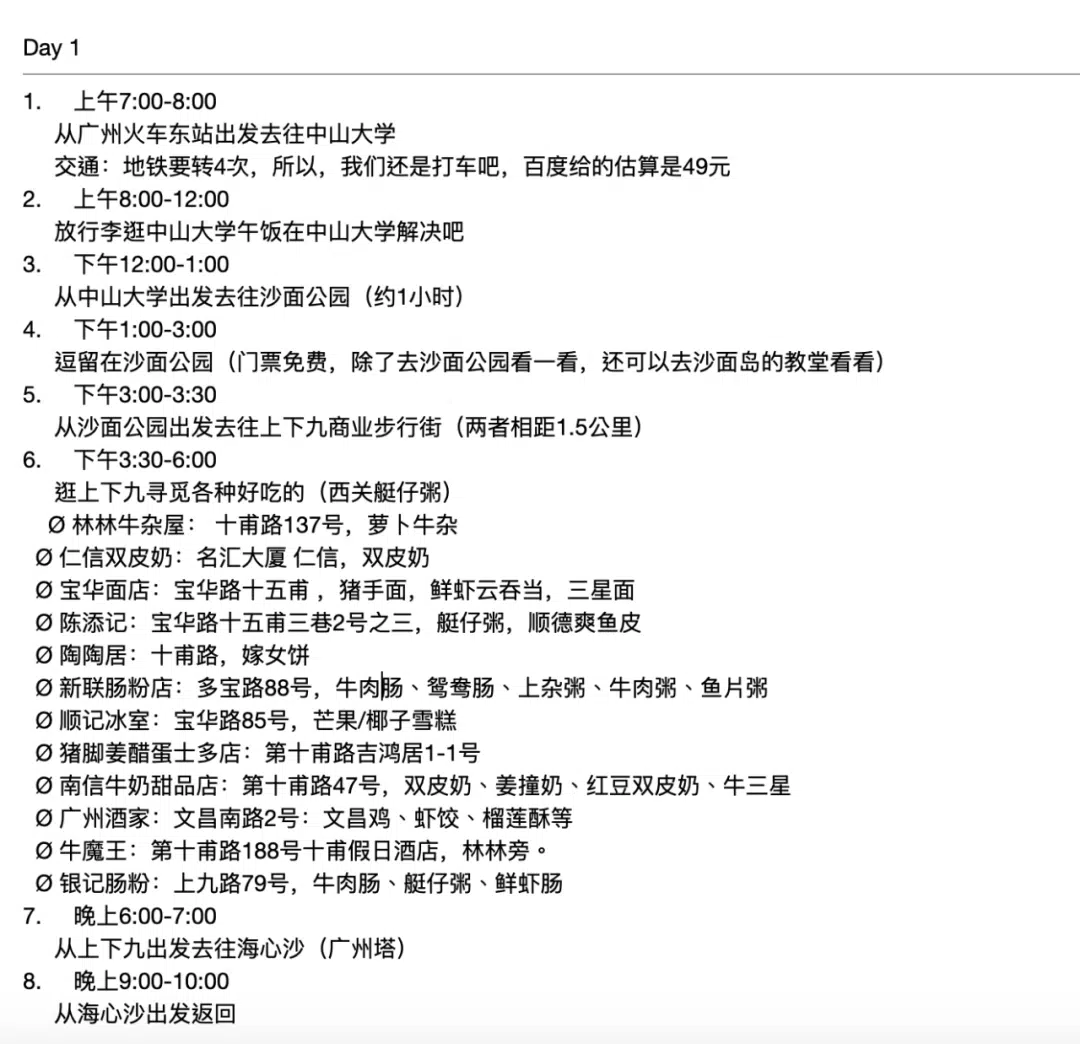 Day 1
1. 上午7:00-8:00
从广州火车东站出发去往中山大学
交通：地铁要转4次，所以，我们还是打车吧，百度给的估算是49元
2. 上午8:00-12:00
放行李逛中山大学午饭在中山大学解决吧
3. 下午12:00-1:00
从中山大学出发去往沙面公园（约1小时）
4. 下午1:00-3:00
逗留在沙面公园（门票免费，除了去沙面公园看一看，还可以去沙面岛的教堂看看）
5. 下午3:00-3:30
从沙面公园出发去往上下九商业步行街（两者相距1.5公里）
6. 下午3:30-6:00
逛上下九寻觅各种好吃的（西关艇仔粥）
Ø 林林牛杂屋： 十甫路137号，萝卜牛杂
Ø 仁信双皮奶：名汇大厦 仁信，双皮奶
Ø 宝华面店：宝华路十五甫 ，猪手面，鲜虾云吞当，三星面
Ø 陈添记：宝华路十五甫三巷2号之三，艇仔粥，顺德爽鱼皮
Ø 陶陶居：十甫路，嫁女饼
Ø 新联肠粉店：多宝路88号，牛肉肠、鸳鸯肠、上杂粥、牛肉粥、鱼片粥
Ø 顺记冰室：宝华路85号，芒果/椰子雪糕
Ø 猪脚姜醋蛋士多店：第十甫路吉鸿居1-1号
Ø 南信牛奶甜品店：第十甫路47号，双皮奶、姜撞奶、红豆双皮奶、牛三星
Ø 广州酒家：文昌南路2号：文昌鸡、虾饺、榴莲酥等
Ø 牛魔王：第十甫路188号十甫假日酒店，林林旁。
Ø 银记肠粉：上九路79号，牛肉肠、艇仔粥、鲜虾肠
7. 晚上6:00-7:00
从上下九出发去往海心沙（广州塔）
8. 晚上9:00-10:00
从海心沙出发返回